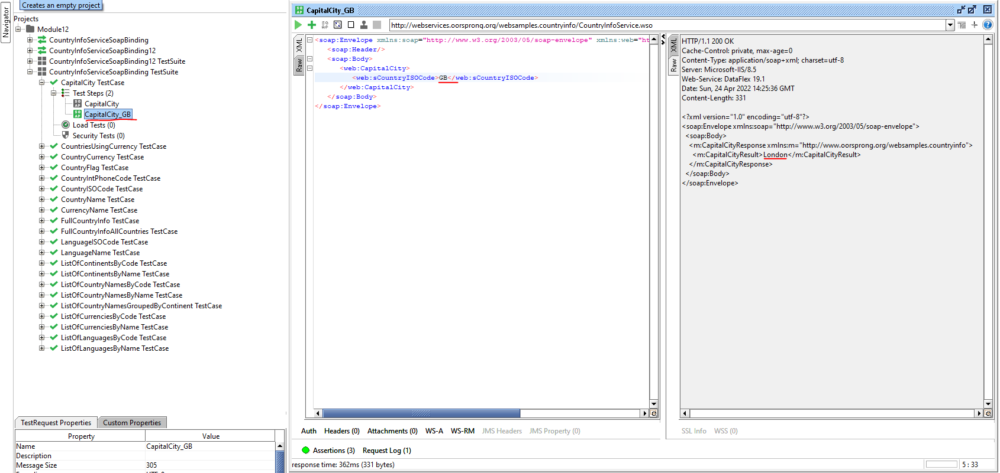 Creates an empty project
Navigator
Projects
Module12
CountryInfoServiceSoapBinding
CountryInfoServiceSoapBinding12
CountryInfoServiceSoapBinding12 TestSuite
CountryInfoServiceSoapBinding TestSuite
CapitalCity TestCase
Test Steps (2)
CapitalCity
CapitalCity_GB
Load Tests (0)
Security Tests (0)
CountriesUsingCurrency TestCase
CountryCurrency TestCase
CountryFlag TestCase
CountryIntPhoneCode TestCase
CountryISOCode TestCase
CountryName TestCase
CurrencyName TestCase
FullCountryInfo TestCase
FullCountryInfoAllCountries TestCase
LanguageISOCode TestCase
LanguageName TestCase
ListOfContinentsByCode TestCase
ListOfContinentsByName TestCase
ListOfCountryNamesByCode TestCase
ListOfCountryNamesByName TestCase
ListOfCountryNamesGroupedByContinent TestCase
ListOfCurrenciesByCode TestCase
ListOfCurrenciesByName TestCase
ListOfLanguagesByCode TestCase
ListOfLanguagesByName TestCase
TestRequest Properties Custom Properties
Property Value
Name CapitalCity_GB
Description
Message Size 305
CapitalCity_GB
http://webservices.oorsprong.org/websamples.countryinfo/CountryInfoService.wso
XML
Raw
<soap:Envelope xmlns:soap="http://www.w3.org/2003/05/soap-envelope" xmlns:web="ht
<soap:Header/>
<soap:Body>
<web:CapitalCity>
<web:sCountryISOCode>GB</web:sCountryISOCode>
</web:CapitalCity>
</soap:Body>
</soap:Envelope>
Auth Headers (0) Attachments (0) WS-A WS-RM JMS Headers JMS Property (0)
XML
Raw
HTTP/1.1 200 OK
Cache-Control: private, max-age=0
Content-Type: application/soap+xml; charset=utf-8
Server: Microsoft-IIS/8.5
Web-Service: DataFlex 19.1
Date: Sun, 24 Apr 2022 14:25:36 GMT
Content-Length: 331
<?xml version="1.0" encoding="utf-8"?>
<soap:Envelope xmlns:soap="http://www.w3.org/2003/05/soap-envelope">
<soap:Body>
<m:CapitalCityResponse xmlns:m="http://www.oorsprong.org/websamples.countryinfo">
<m:CapitalCityResult>London</m:CapitalCityResult>
</m:CapitalCityResponse>
</soap:Body>
</soap:Envelope>
SSL Info WSS (0)
Assertions (3) Request Log (1)
response time: 362ms (331 bytes)
5 : 33